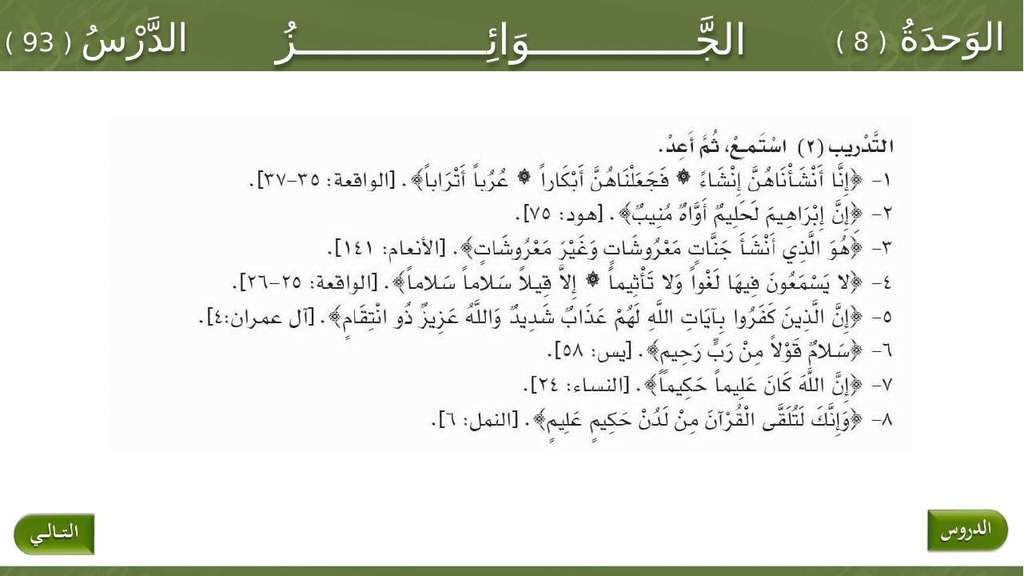 الوَحدَةُ ( 8 ) الجَّـــــــــوَائِـــــــــزُ الدَّرْسُ ( 93 )
التَّدْرِيب (٢) اسْتَمِعْ، ثُمَّ أَعِدْ.
١- ﴿إِنَّا أَنْشَأْنَاهُنَّ إِنْشَاءً ۞ فَجَعَلْنَاهُنَّ أَبْكَاراً ۞ عُرُباً أَتْرَاباً﴾. [الواقعة: ٣٥-٣٧].
٢- ﴿إِنَّ إِبْرَاهِيمَ لَحَلِيمٌ أَوَّاهٌ مُنِيبٌ﴾. [هود: ٧٥].
٣- ﴿هُوَ الَّذِي أَنْشَأَ جَنَّاتٍ مَعْرُوشَاتٍ وَغَيْرَ مَعْرُوشَاتٍ﴾. [الأنعام: ١٤١].
٤- ﴿لا يَسْمَعُونَ فِيهَا لَغْواً وَلا تَأْثِيماً ۞ إِلاَّ قِيلاً سَلاماً سَلاماً﴾. [الواقعة: ٢٥-٢٦].
٥- ﴿إِنَّ الَّذِينَ كَفَرُوا بِآيَاتِ اللَّهِ لَهُمْ عَذَابٌ شَدِيدٌ وَاللَّهُ عَزِيزٌ ذُو انْتِقَامٍ﴾. [آل عمران:٤].
٦- ﴿سَلامٌ قَوْلاً مِنْ رَبٍّ رَحِيمٍ﴾. [يس: ٥٨].
٧- ﴿إِنَّ اللَّهَ كَانَ عَلِيماً حَكِيماً﴾. [النساء: ٢٤].
٨- ﴿وَإِنَّكَ لَتُلَقَّى الْقُرْآنَ مِنْ لَدُنْ حَكِيمٍ عَلِيمٍ﴾. [النمل: ٦].
الدروس
التـالـي